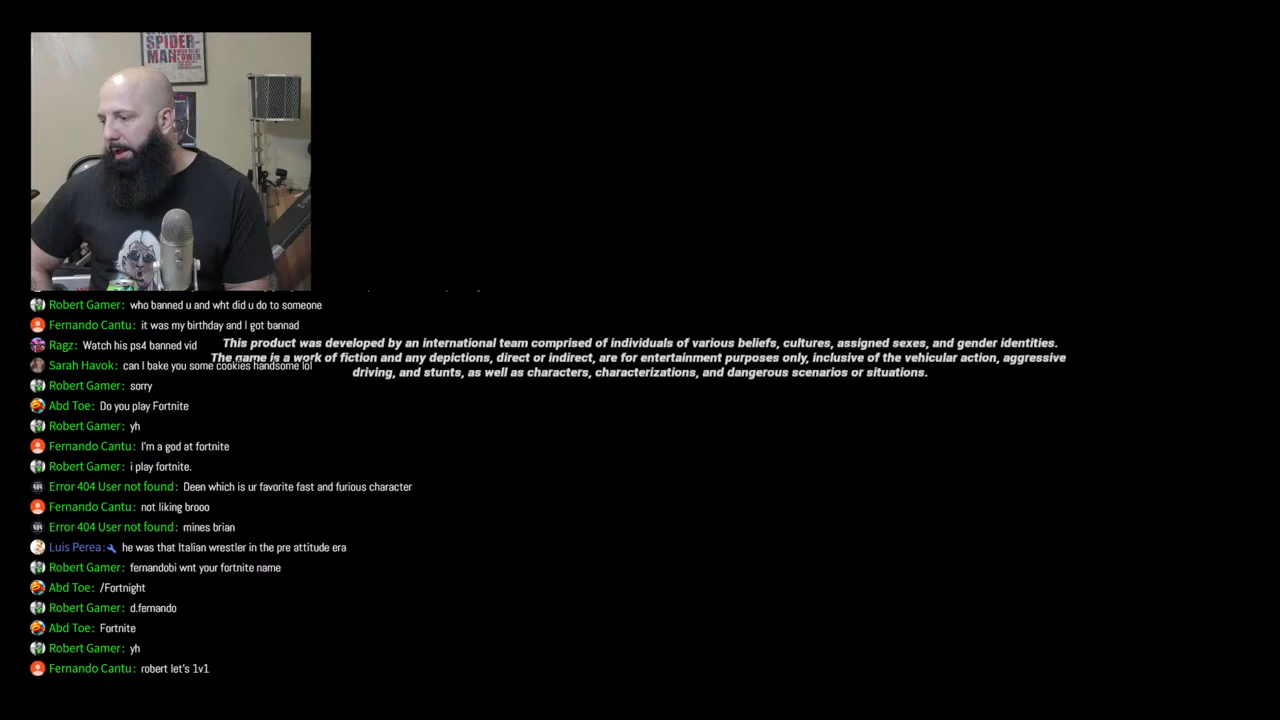 SPIDER-
MAN:
POWER
Robert Gamer: who banned u and wht did u do to someone
Fernando Cantu: it was my birthday and I got bannad
Ragz: Watch his ps4 banned vid
Sarah Havok: can I bake you some cookies handsome lol
This product was developed by an international team comprised of individuals of various beliefs, cultures, assigned sexes, and gender identities.
The game is a work of fiction and any depictions, direct or indirect, are for entertainment purposes only, inclusive of the vehicular action, aggressive
driving, and stunts, as well as characters, characterizations, and dangerous scenarios or situations.
Robert Gamer: sorry
Abd Toe: Do you play Fortnite
Robert Gamer: yh
Fernando Cantu: I'm a god at fortnite
Robert Gamer: i play fortnite.
Error 404 User not found: Deen which is ur favorite fast and furious character
Fernando Cantu: not liking brooo
Error 404 User not found: mines brian
Luis Perea: he was that Italian wrestler in the pre attitude era
Robert Gamer: fernandobi wnt your fortnite name
Abd Toe: /Fortnight
Robert Gamer: d.fernando
Abd Toe: Fortnite
Robert Gamer: yh
Fernando Cantu: robert let's 1v1